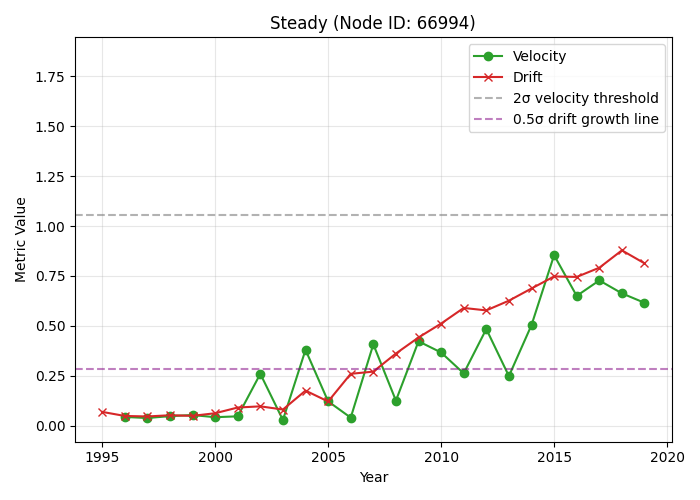 Steady (Node ID: 66994)
Velocity
Drift
2σ velocity threshold
0.5σ drift growth line
Metric Value
1.75
1.50
1.25
1.00
0.75
0.50
0.25
0.00
1995 2000 2005 2010 2015 2020
Year